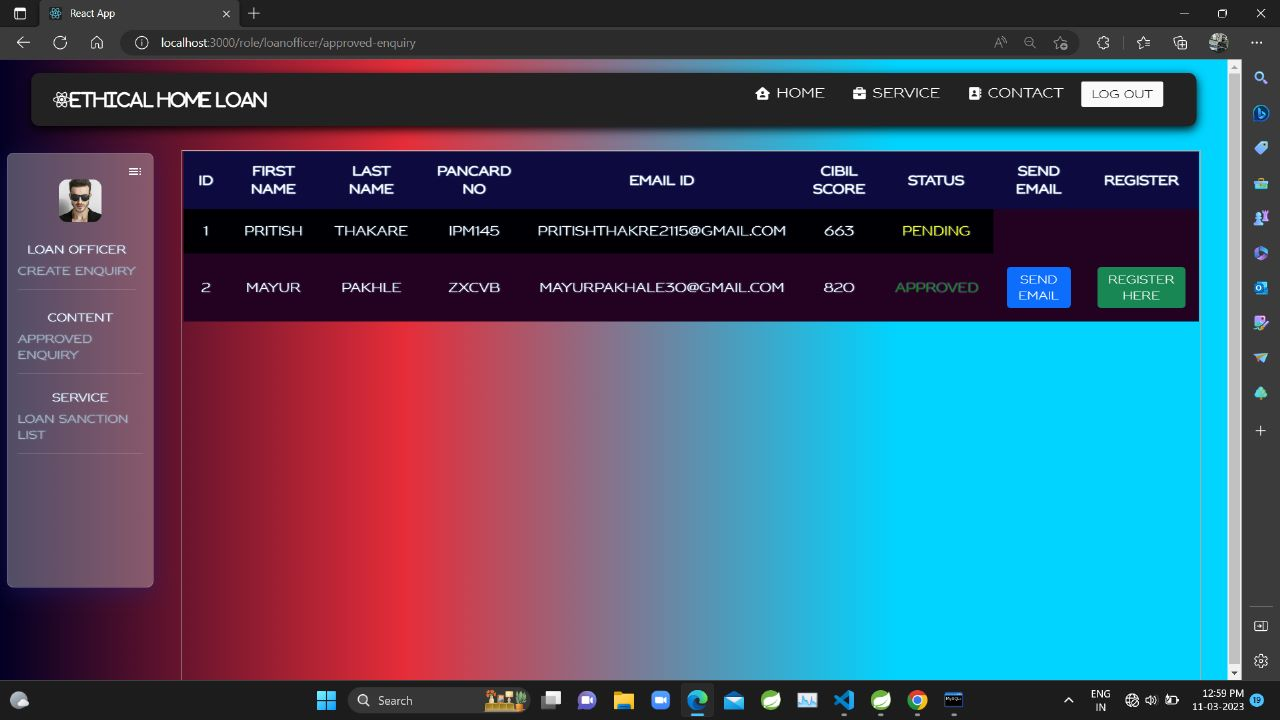 React App
localhost:3000/role/loanofficer/approved-enquiry
ETHICAL HOME LOAN
HOME
SERVICE
CONTACT
LOG OUT
LOAN OFFICER
CREATE ENQUIRY
CONTENT
APPROVED
ENQUIRY
SERVICE
LOAN SANCTION
LIST
ID FIRST NAME LAST NAME PANCARD NO EMAIL ID CIBIL SCORE STATUS SEND EMAIL REGISTER
1 PRITISH THAKARE IPM145 PRITISHTHAKRE2115@GMAIL.COM 663 PENDING
2 MAYUR PAKHLE ZXCVB MAYURPAKHALE30@GMAIL.COM 820 APPROVED SEND EMAIL REGISTER HERE
Search
ENG
IN
12:59 PM
11-03-2023
19